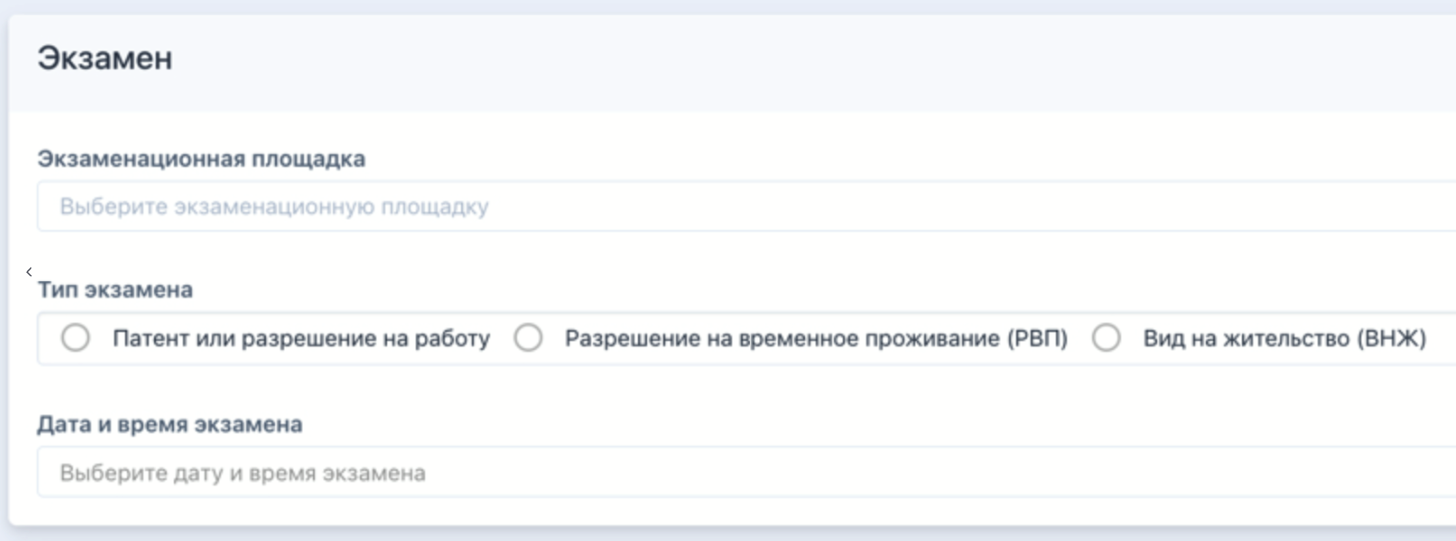 Экзамен
Экзаменационная площадка
Выберите экзаменационную площадку
Тип экзамена
Патент или разрешение на работу Разрешение на временное проживание (РВП) Вид на жительство (ВНЖ)
Дата и время экзамена
Выберите дату и время экзамена